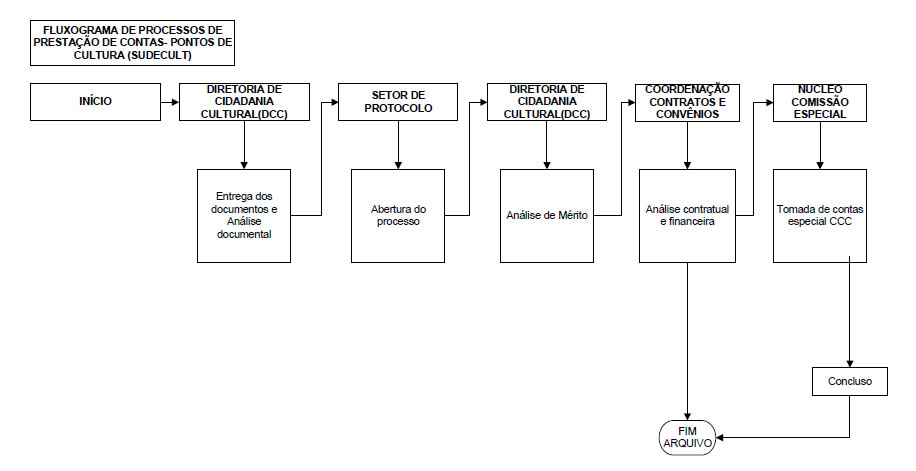 FLUXOGRAMA DE PROCESSOS DE
PRESTAÇÃO DE CONTAS- PONTOS DE
CULTURA (SUDECULT)
INÍCIO
DIRETORIA DE
CIDADANIA
CULTURAL(DCC)
SETOR DE
PROTOCOLO
DIRETORIA DE
CIDADANIA
CULTURAL(DCC)
COORDENAÇÃO
CONTRATOS E
CONVÊNIOS
NÚCLEO
COMISSÃO
ESPECIAL
Entrega dos
documentos e
Análise
documental
Abertura do
processo
Análise de Mérito
Análise contratual
e financeira
Tomada de contas
especial CCC
Concluso
FIM
ARQUIVO